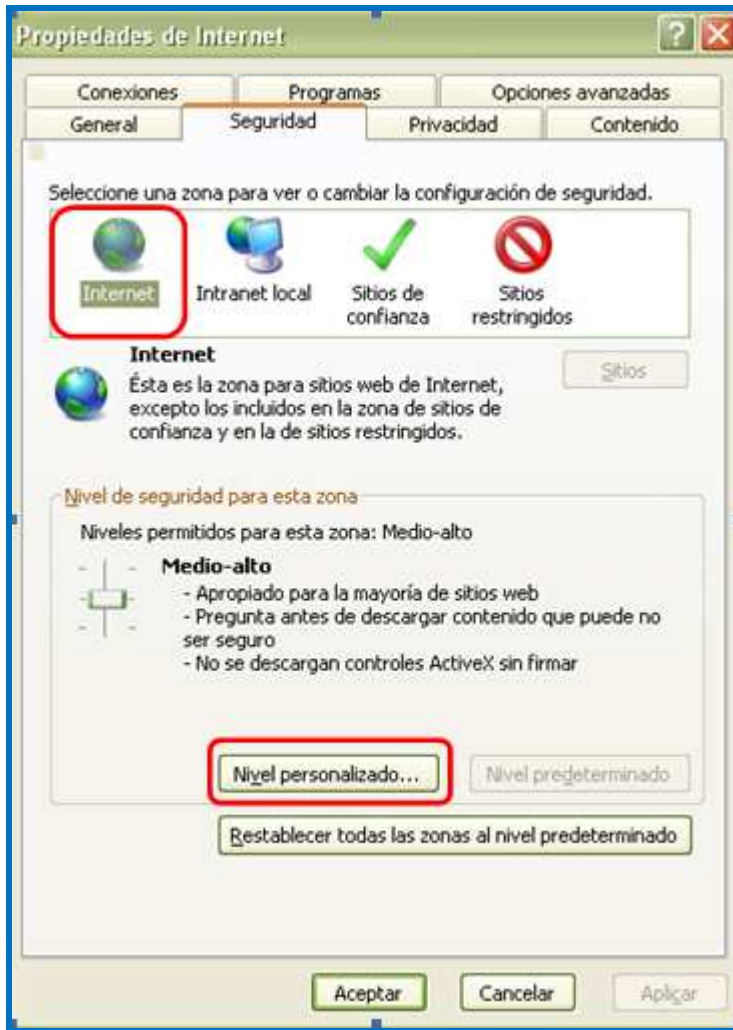 Propiedades de Internet
Conexiones Programas Opciones avanzadas
General Seguridad Privacidad Contenido
Seleccione una zona para ver o cambiar la configuración de seguridad.
Internet Intranet local Sitios de confianza Sitios restringidos
Internet
Sitios
Ésta es la zona para sitios web de Internet,
excepto los incluidos en la zona de sitios de
confianza y en la de sitios restringidos.
Nivel de seguridad para esta zona
Niveles permitidos para esta zona: Medio-alto
Medio-alto
- Apropiado para la mayoría de sitios web
- Pregunta antes de descargar contenido que puede no
ser seguro
- No se descargan controles ActiveX sin firmar
Nivel personalizado... Nivel predeterminado
Restablecer todas las zonas al nivel predeterminado
Aceptar Cancelar Aplicar